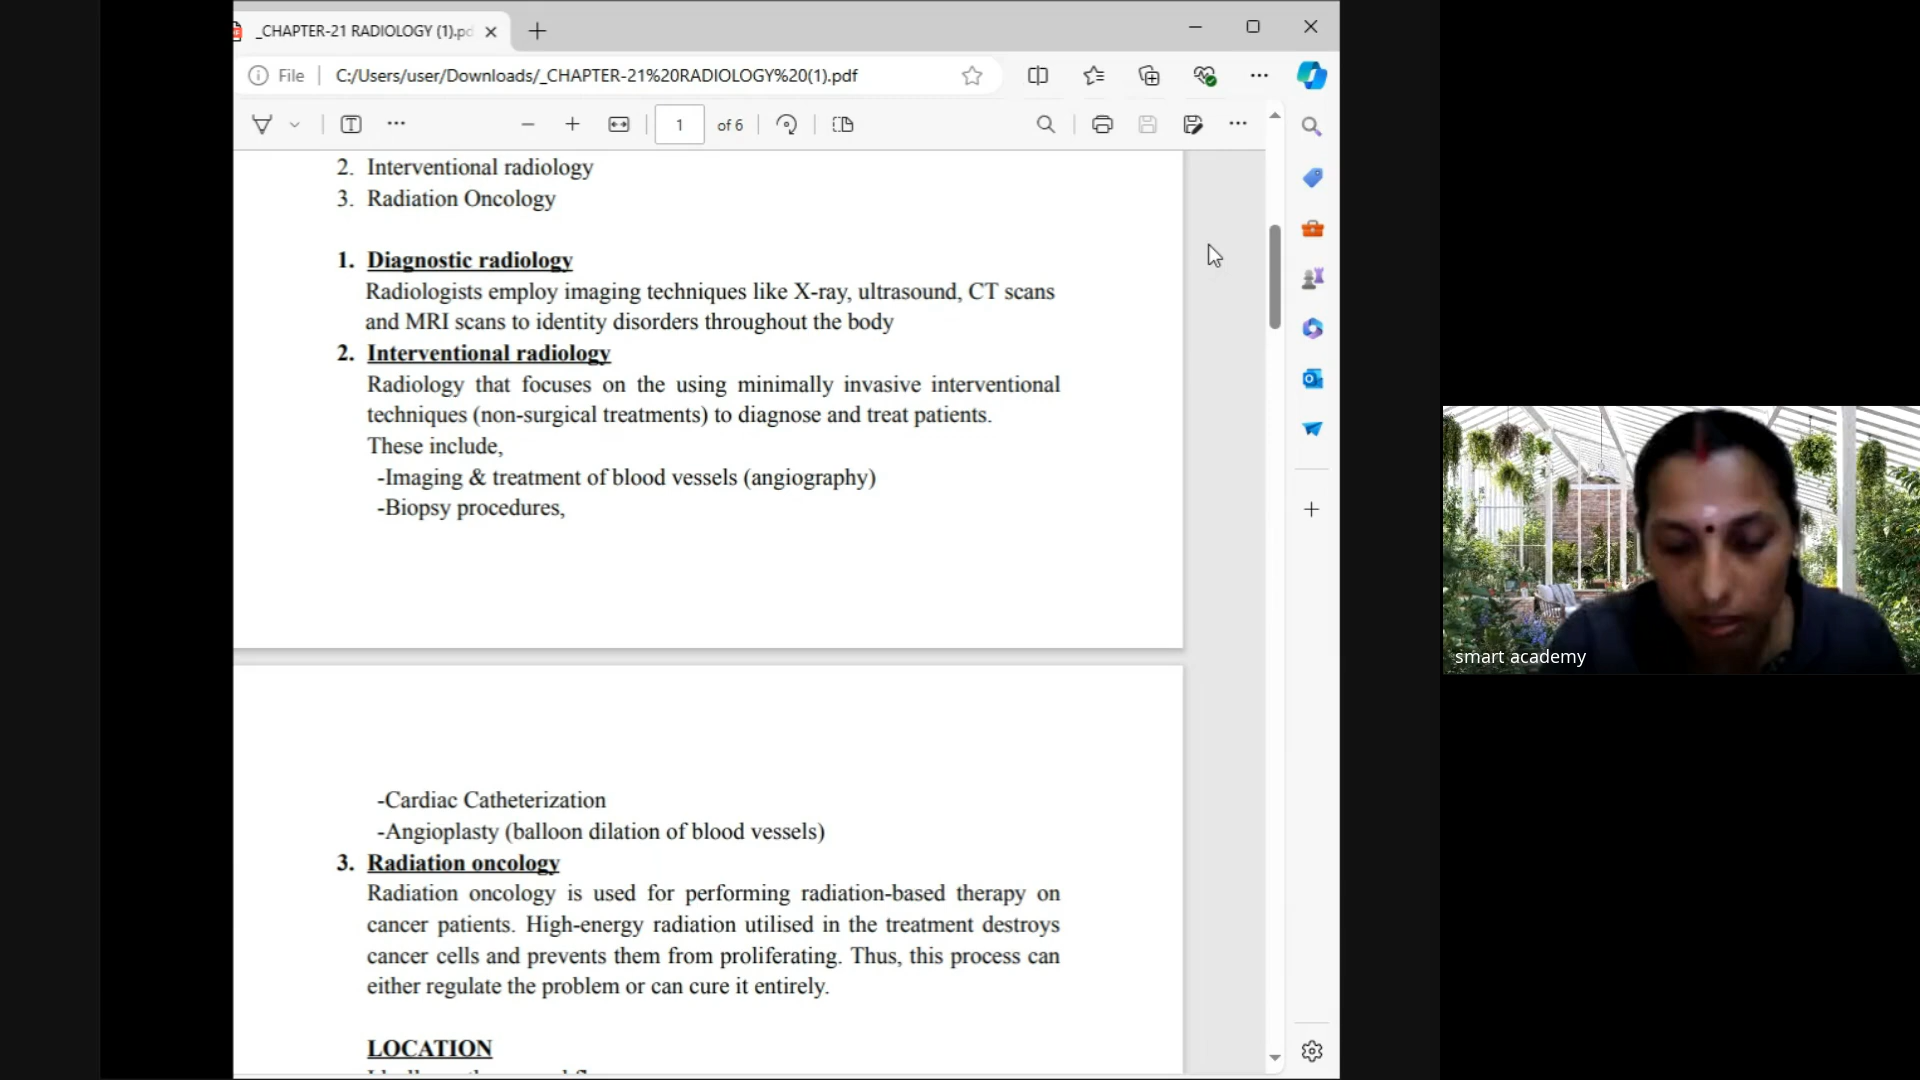 _CHAPTER-21 RADIOLOGY (1).pd
File
C:/Users/user/Downloads/_CHAPTER-21%20RADIOLOGY%20(1).pdf
1 of 6
2. Interventional radiology
3. Radiation Oncology
1. Diagnostic radiology
Radiologists employ imaging techniques like X-ray, ultrasound, CT scans
and MRI scans to identity disorders throughout the body
2. Interventional radiology
Radiology that focuses on the using minimally invasive interventional
techniques (non-surgical treatments) to diagnose and treat patients.
These include,
-Imaging & treatment of blood vessels (angiography)
-Biopsy procedures,
-Cardiac Catheterization
-Angioplasty (balloon dilation of blood vessels)
3. Radiation oncology
Radiation oncology is used for performing radiation-based therapy on
cancer patients. High-energy radiation utilised in the treatment destroys
cancer cells and prevents them from proliferating. Thus, this process can
either regulate the problem or can cure it entirely.
LOCATION
smart academy